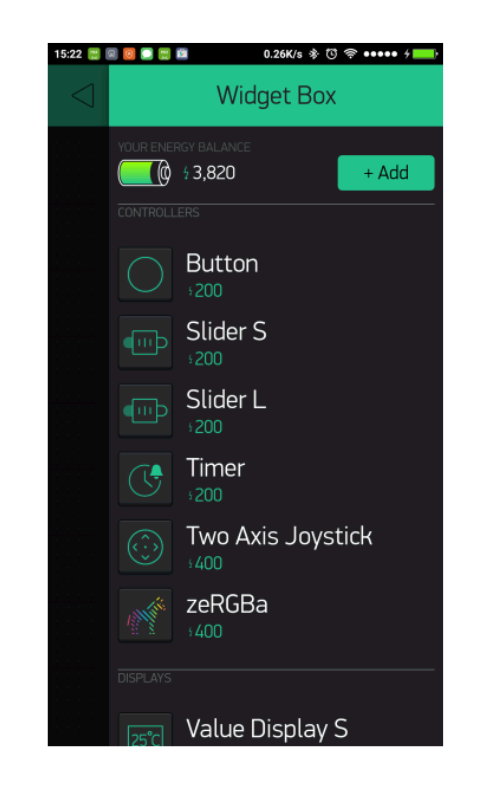 15:22 0.26K/s
Widget Box
YOUR ENERGY BALANCE
3,820
+ Add
CONTROLLERS
Button
200
Slider S
200
Slider L
200
Timer
200
Two Axis Joystick
400
zeRGBa
400
DISPLAYS
Value Display S
25°C